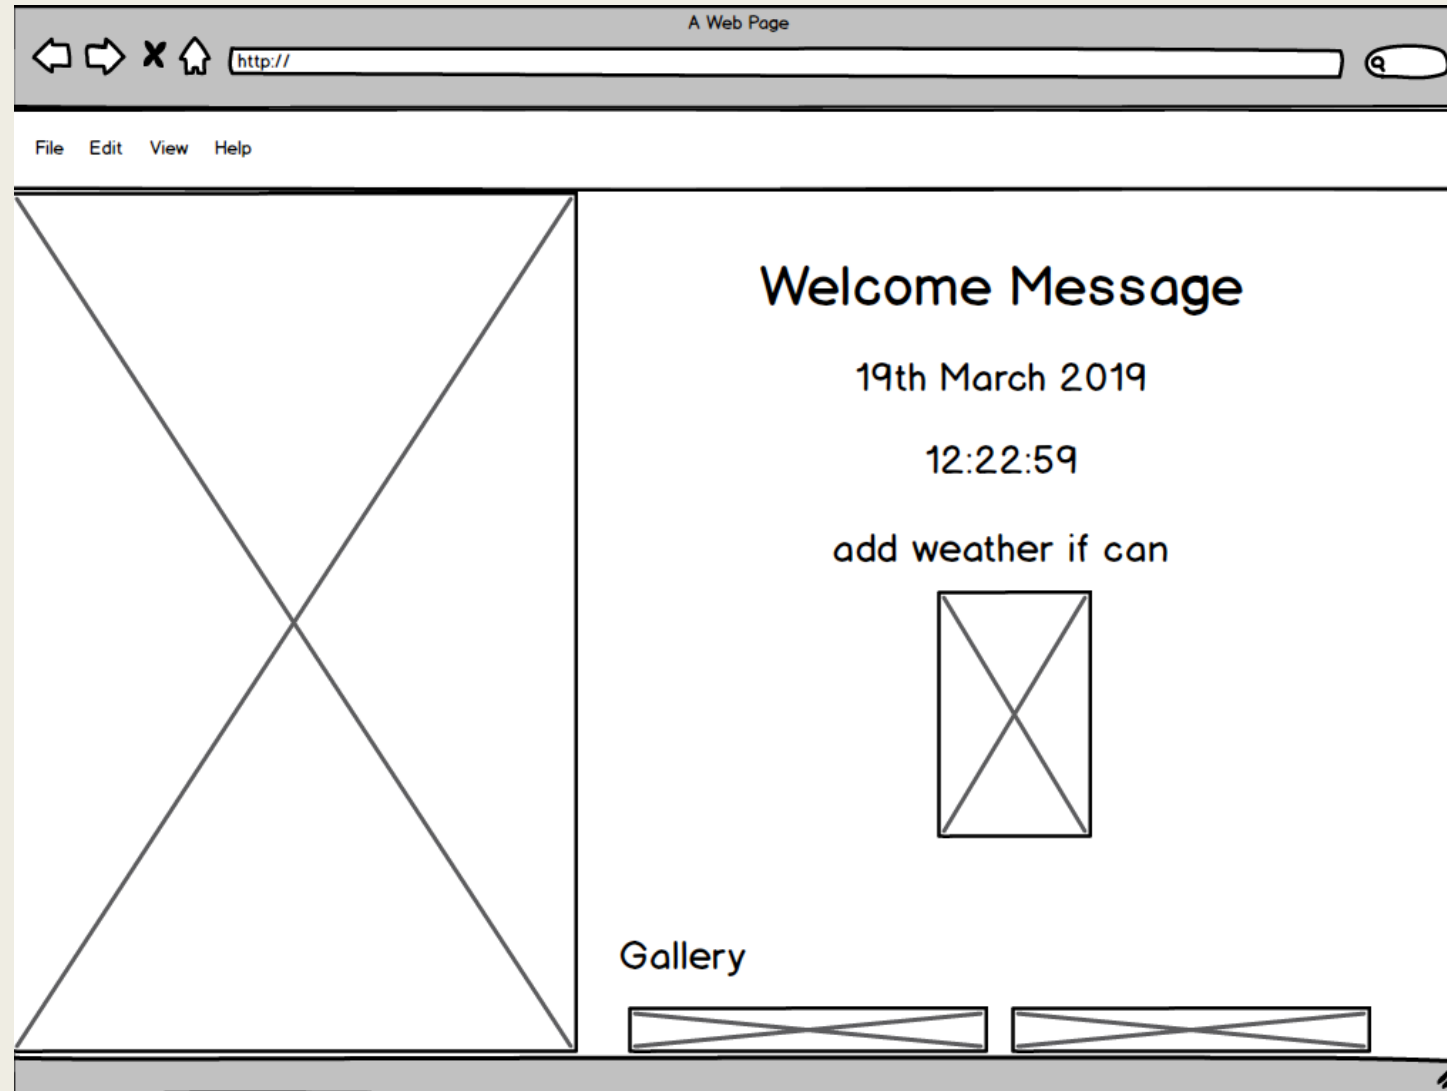 A Web Page
http://
File Edit View Help
Welcome Message
19th March 2019
12:22:59
add weather if can
Gallery